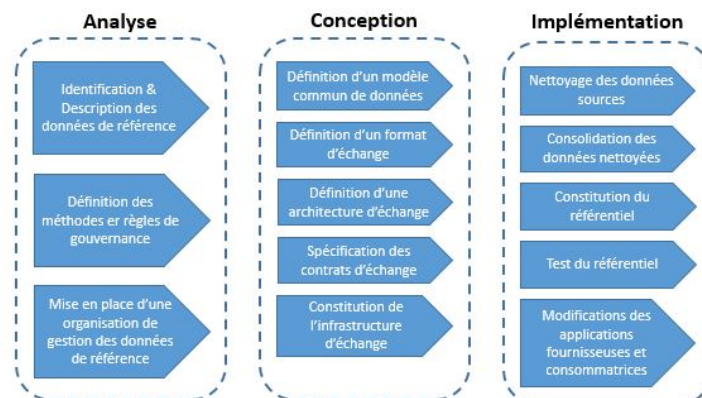 Analyse
Identification &
Description des
données de référence
Définition des
méthodes er règles de
gouvernance
Mise en place d'une
organisation de
gestion des données
de référence
Conception
Définition d'un modèle
commun de données
Définition d'un format
d'échange
Définition d'une
architecture d'échange
Spécification des
contrats d'échange
Constitution de
l'infrastructure
d'échange
Implémentation
Nettoyage des données
sources
Consolidation des
données nettoyées
Constitution du
référentiel
Test du référentiel
Modifications des
applications
fournisseuses et
consommatrices